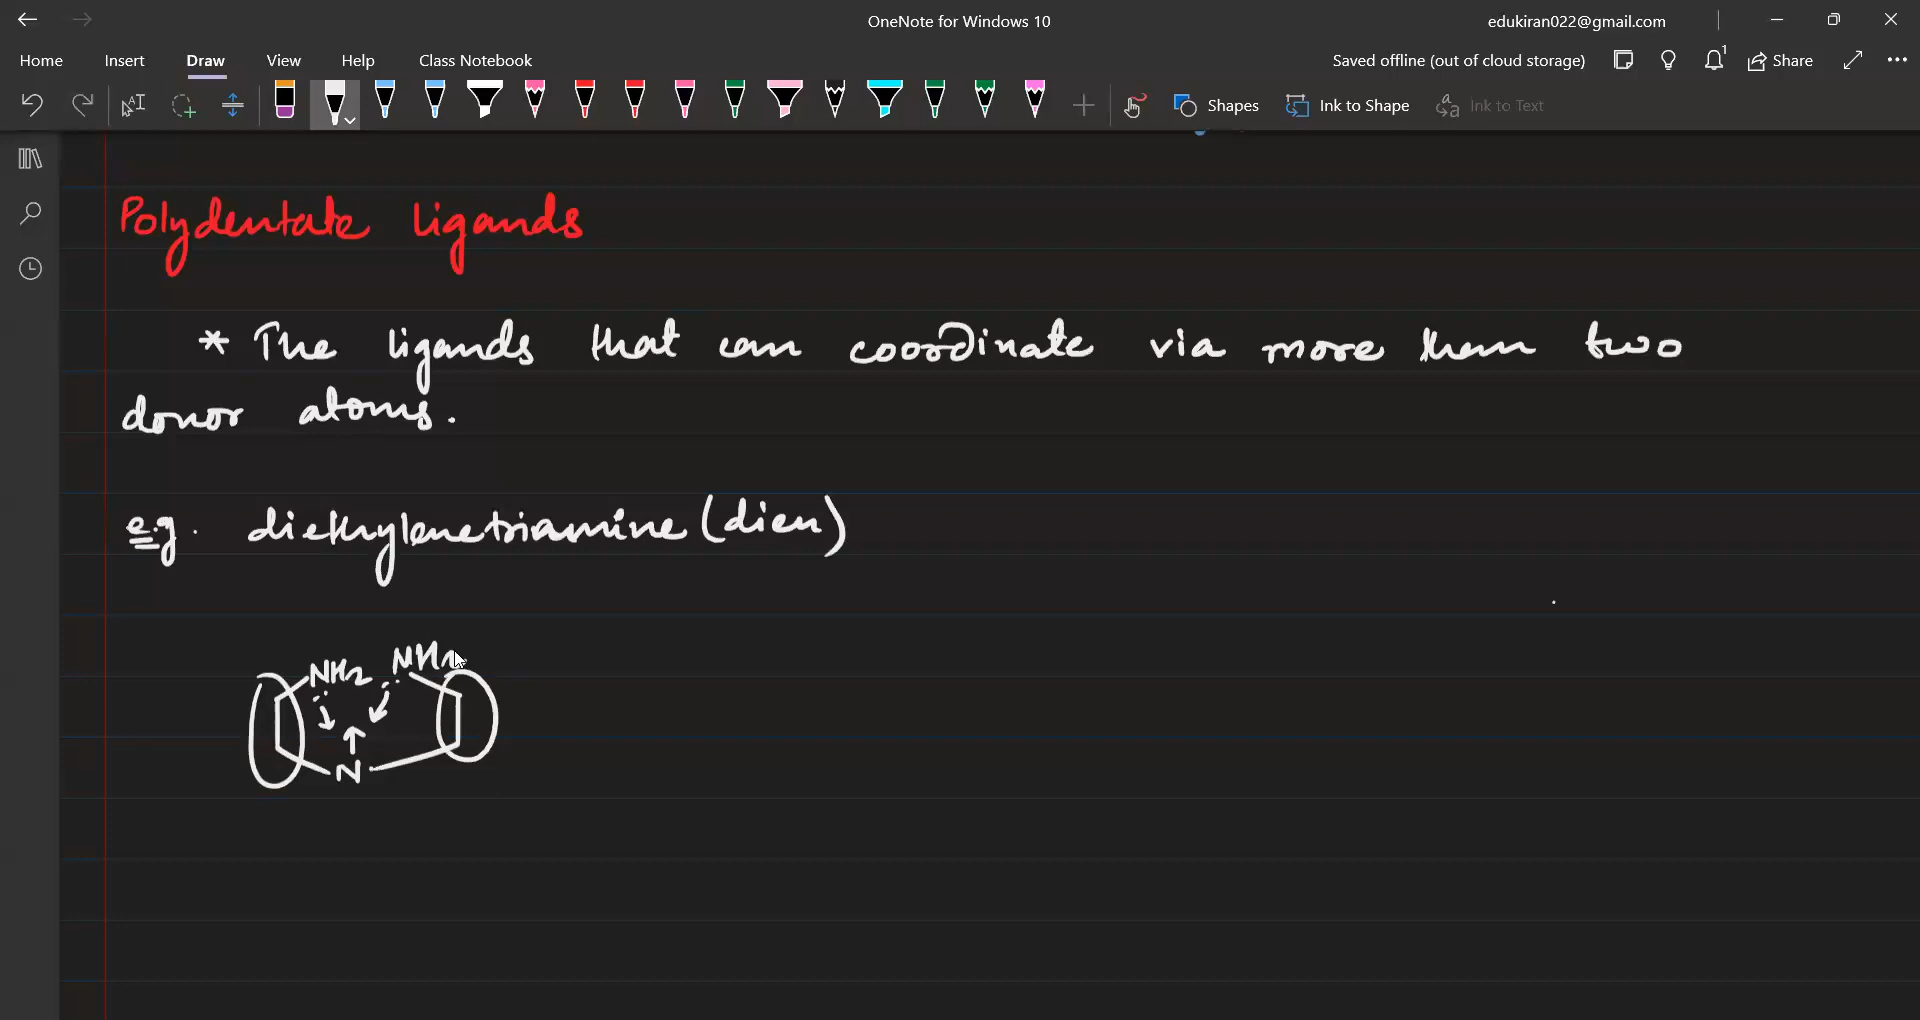 OneNote for Windows 10
edukiran022@gmail.com
Home Insert Draw View Help Class Notebook
Saved offline (out of cloud storage) 1 Share
Shapes Ink to Shape Ink to Text
Polydentate ligands
* The ligands that can coordinate via more than two
donor atoms.
e.g. diethylenetriamine (dien)
NH2 NH2
N